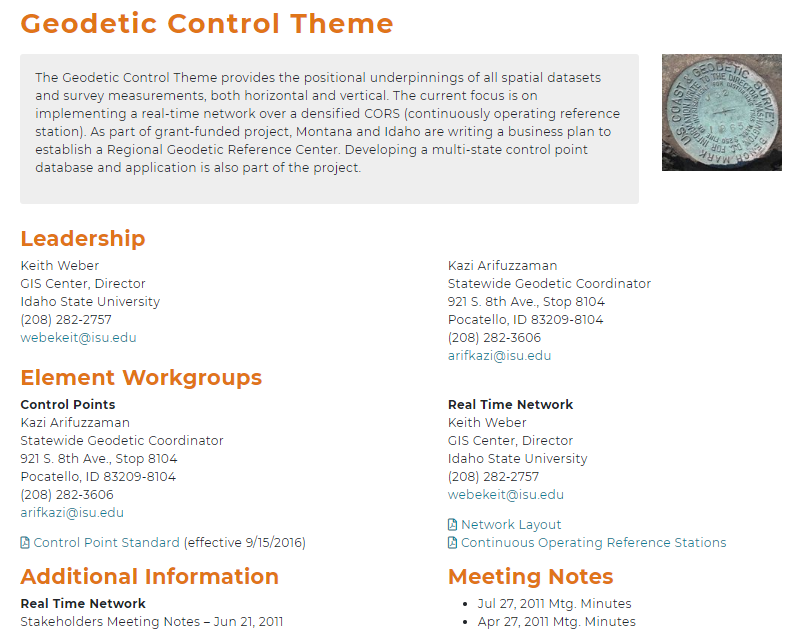 Geodetic Control Theme
The Geodetic Control Theme provides the positional underpinnings of all spatial datasets
and survey measurements, both horizontal and vertical. The current focus is on
implementing a real-time network over a densified CORS (continuously operating reference
station). As part of grant-funded project, Montana and Idaho are writing a business plan to
establish a Regional Geodetic Reference Center. Developing a multi-state control point
database and application is also part of the project.
U.S. COAST & GEODETIC SURVEY
BENCH MARK
Leadership
Keith Weber
GIS Center, Director
Idaho State University
(208) 282-2757
webekeit@isu.edu
Kazi Arifuzzaman
Statewide Geodetic Coordinator
921 S. 8th Ave., Stop 8104
Pocatello, ID 83209-8104
(208) 282-3606
arifkazi@isu.edu
Element Workgroups
Control Points
Kazi Arifuzzaman
Statewide Geodetic Coordinator
921 S. 8th Ave., Stop 8104
Pocatello, ID 83209-8104
(208) 282-3606
arifkazi@isu.edu
Control Point Standard (effective 9/15/2016)
Real Time Network
Keith Weber
GIS Center, Director
Idaho State University
(208) 282-2757
webekeit@isu.edu
Network Layout
Continuous Operating Reference Stations
Additional Information
Real Time Network
Stakeholders Meeting Notes – Jun 21, 2011
Meeting Notes
Jul 27, 2011 Mtg. Minutes
Apr 27, 2011 Mtg. Minutes